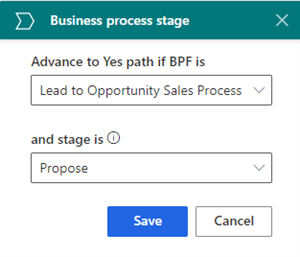 Business process stage
Advance to Yes path if BPF is
Lead to Opportunity Sales Process
and stage is
Propose
Save
Cancel